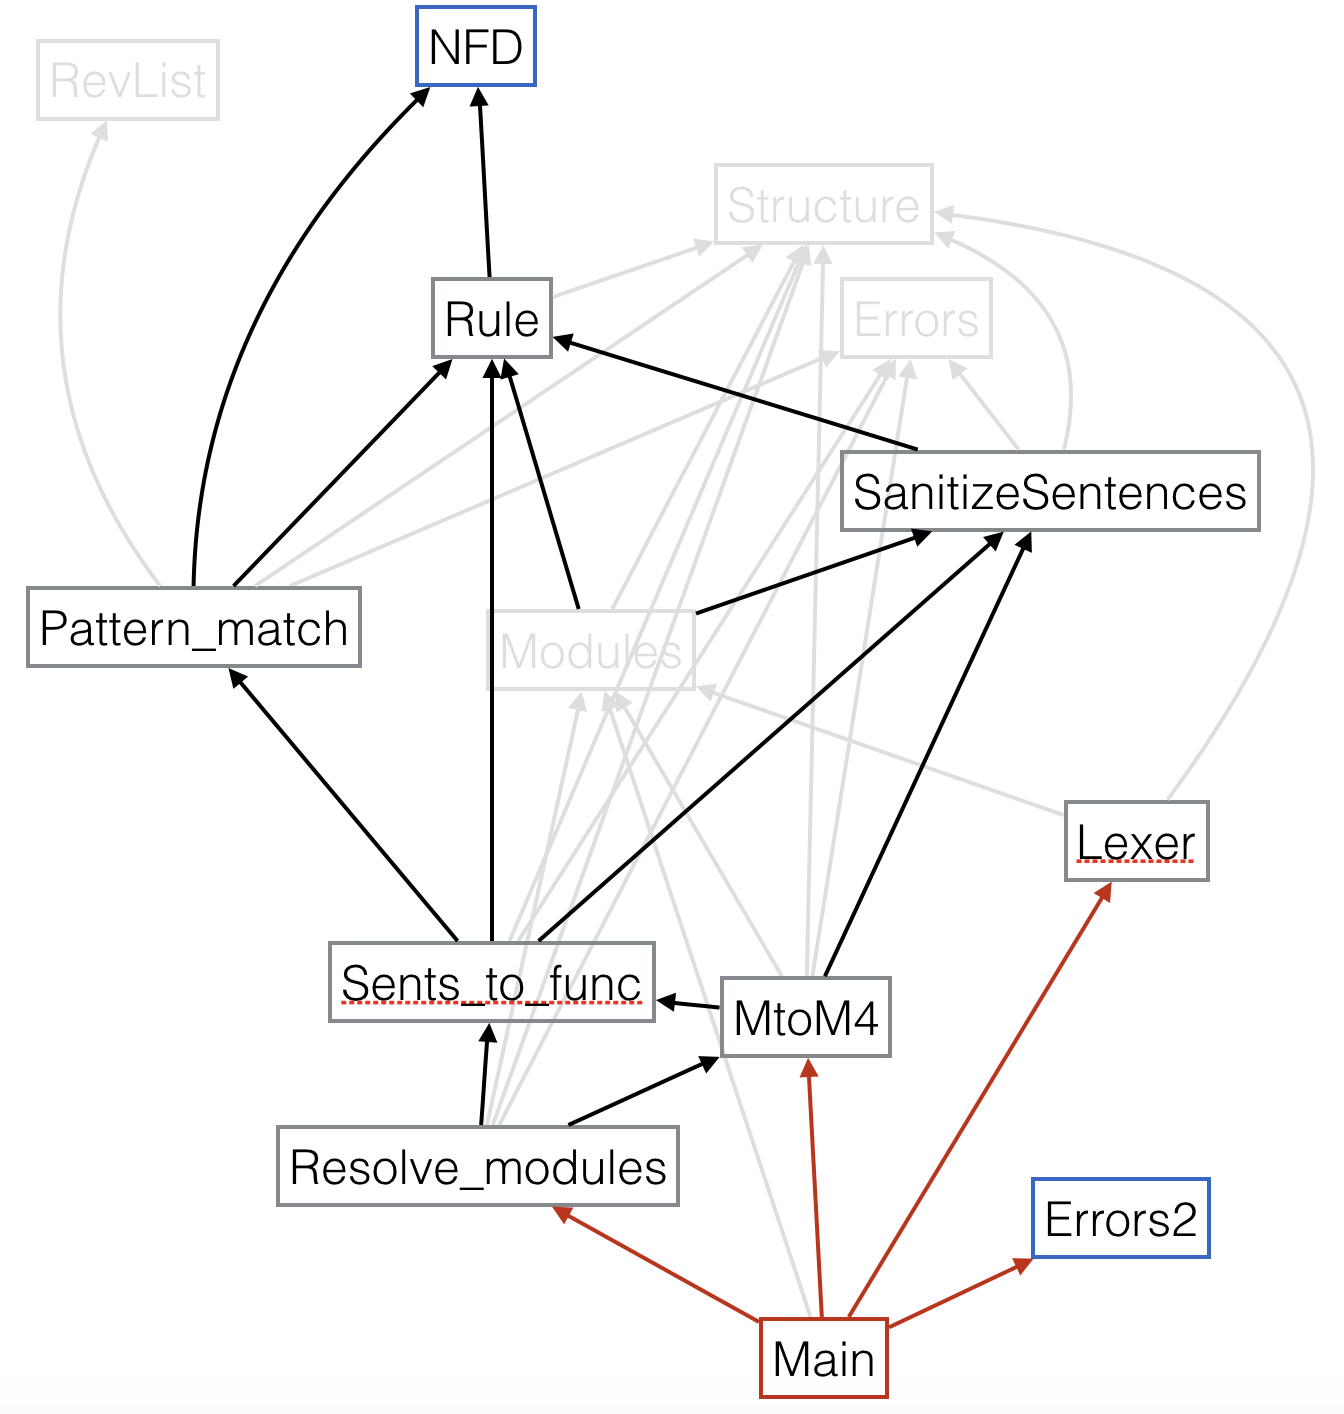 NFD
RevList
Structure
Rule
Errors
SanitizeSentences
Pattern_match
Modules
Lexer
Sents_to_func
MtoM4
Resolve_modules
Errors2
Main